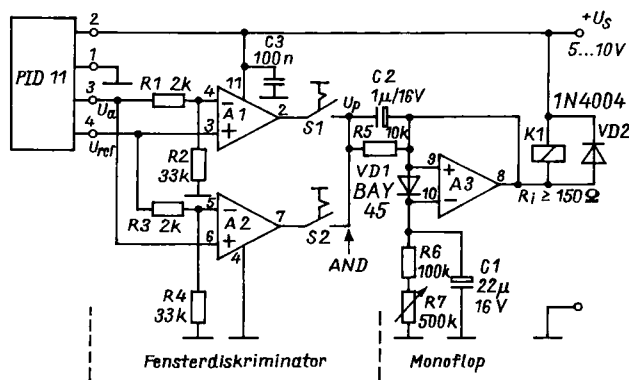 PID 11
2
1
3
4
U_a
U_ref
R1 2k
R2
33k
R3 2k
R4
33k
4
3
11
−
+
A1
2
C3
100n
S1
5
6
−
+
A2
7
4
S2
AND
U_p
C2
1µ/16V
R5
10k
VD1
BAY
45
9
10
+
−
A3
8
R6
100k
R7
500k
C1
22µ
16V
+U_S
5...10V
1N4004
K1
VD2
R_i ≥ 150Ω
Fensterdiskriminator
Monoflop